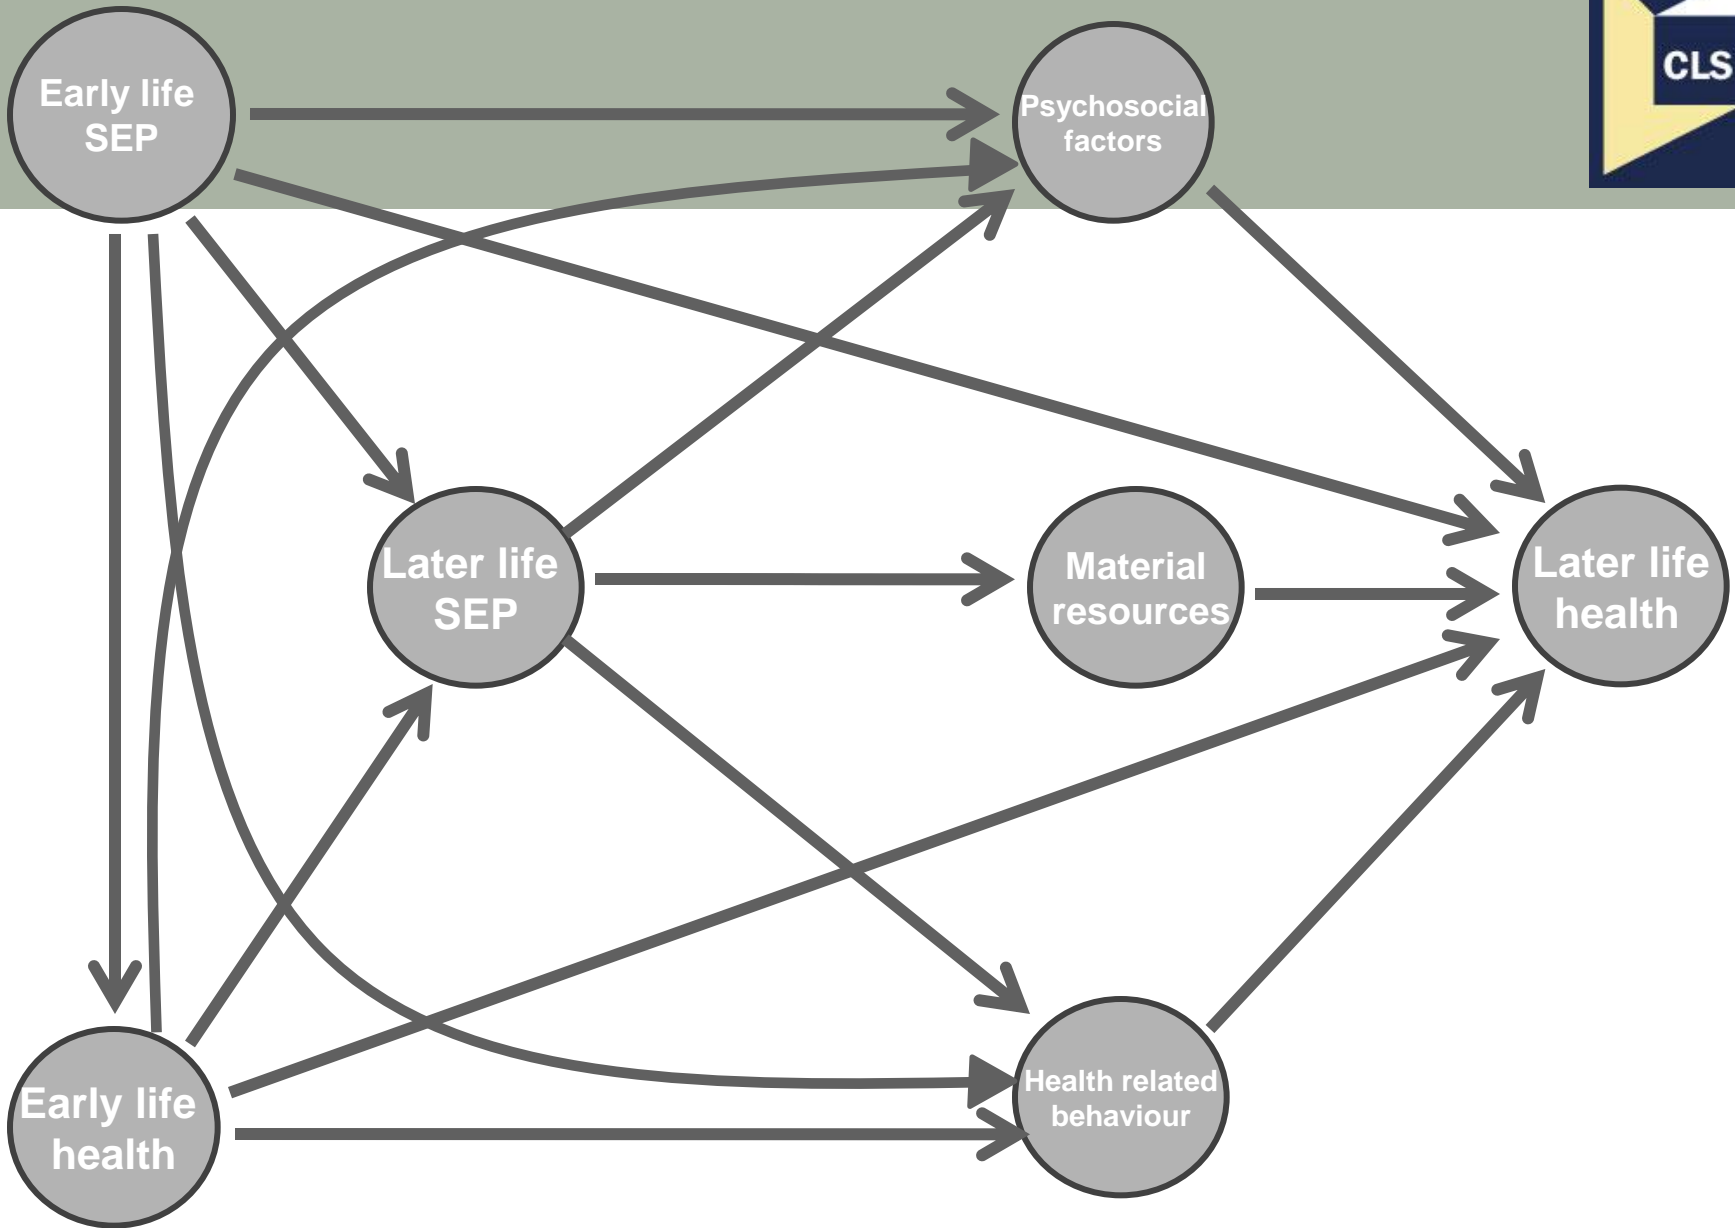 Early life
SEP
Psychosocial
factors
CLS
Later life
SEP
Material
resources
Later life
health
Early life
health
Health related
behaviour